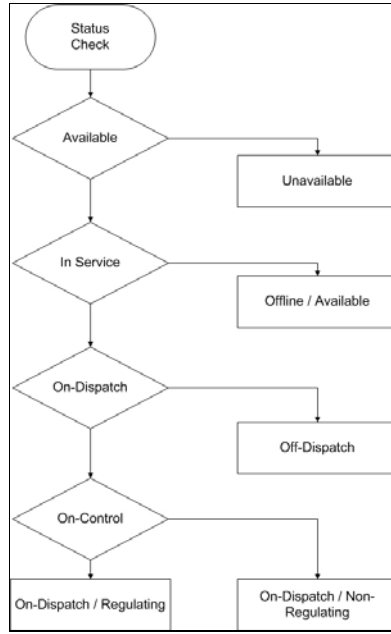 Status
Check
Available
Unavailable
In Service
Offline / Available
On-Dispatch
Off-Dispatch
On-Control
On-Dispatch / Regulating
On-Dispatch / Non-
Regulating